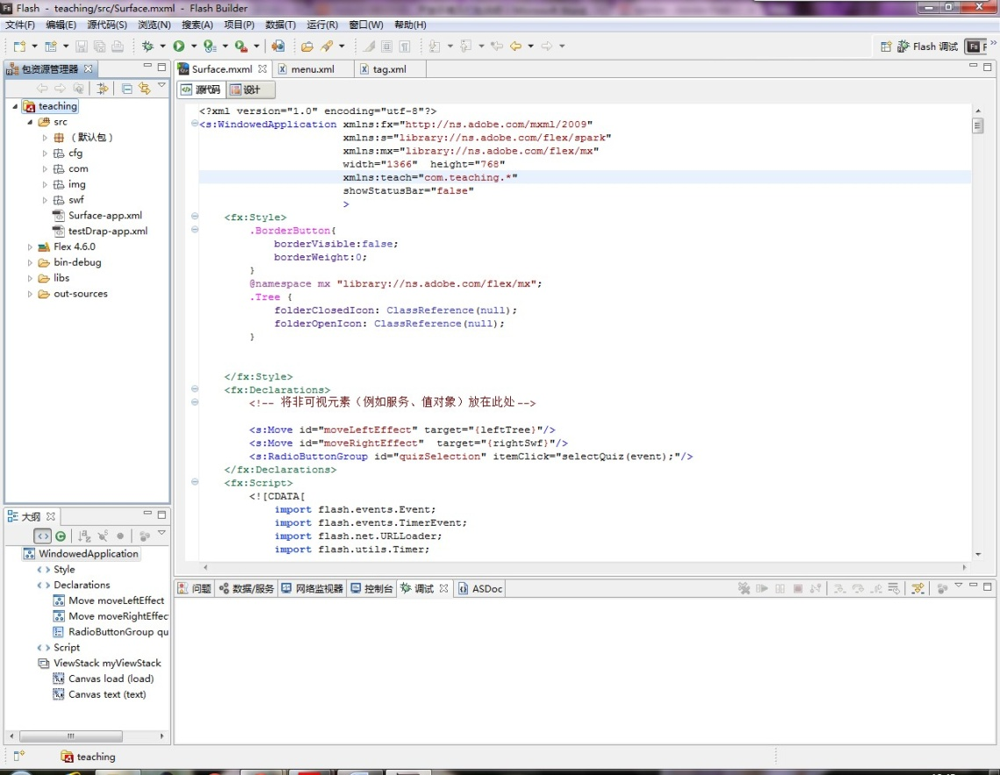 Flash - teaching/src/Surface.mxml - Flash Builder
文件(F) 编辑(E) 源代码(S) 浏览(N) 搜索(A) 项目(P) 数据(T) 运行(R) 窗口(W) 帮助(H)
Flash 调试
包资源管理器
Surface.mxml menu.xml tag.xml
源代码 设计
teaching
src
（默认包）
cfg
com
img
swf
Surface-app.xml
testDrap-app.xml
Flex 4.6.0
bin-debug
libs
out-sources
<?xml version="1.0" encoding="utf-8"?>
<s:WindowedApplication xmlns:fx="http://ns.adobe.com/mxml/2009"
xmlns:s="library://ns.adobe.com/flex/spark"
xmlns:mx="library://ns.adobe.com/flex/mx"
width="1366"  height="768"
xmlns:teach="com.teaching.*"
showStatusBar="false"
>
<fx:Style>
.BorderButton{
borderVisible:false;
borderWeight:0;
}
@namespace mx "library://ns.adobe.com/flex/mx";
.Tree {
folderClosedIcon: ClassReference(null);
folderOpenIcon: ClassReference(null);
}
</fx:Style>
<fx:Declarations>
<!-- 将非可视元素（例如服务、值对象）放在此处 -->
<s:Move id="moveLeftEffect" target="{leftTree}"/>
<s:Move id="moveRightEffect"  target="{rightSwf}"/>
<s:RadioButtonGroup id="quizSelection" itemClick="selectQuiz(event);"/>
</fx:Declarations>
<fx:Script>
<![CDATA[
import flash.events.Event;
import flash.events.TimerEvent;
import flash.net.URLLoader;
import flash.utils.Timer;
大纲
WindowedApplication
Style
Declarations
Move moveLeftEffect
Move moveRightEffec
RadioButtonGroup qu
Script
ViewStack myViewStack
Canvas load (load)
Canvas text (text)
问题 数据/服务 网络监视器 控制台 调试 ASDoc
teaching